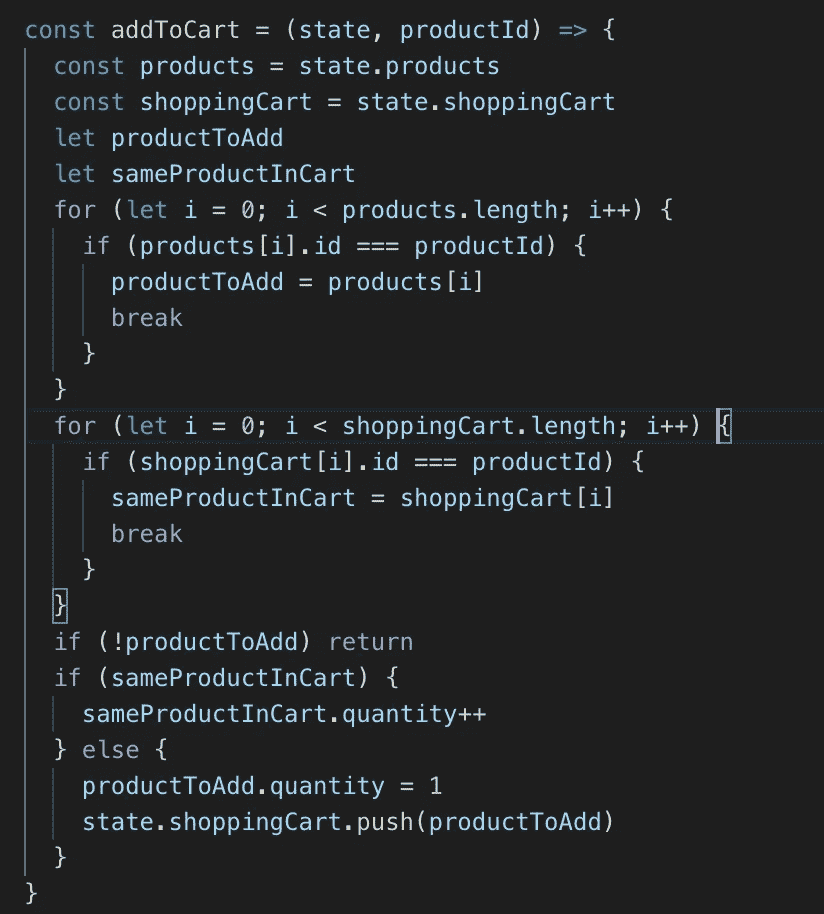 const addToCart = (state, productId) => {
  const products = state.products
  const shoppingCart = state.shoppingCart
  let productToAdd
  let sameProductInCart
  for (let i = 0; i < products.length; i++) {
    if (products[i].id === productId) {
      productToAdd = products[i]
      break
    }
  }
  for (let i = 0; i < shoppingCart.length; i++) {
    if (shoppingCart[i].id === productId) {
      sameProductInCart = shoppingCart[i]
      break
    }
  }
  if (!productToAdd) return
  if (sameProductInCart) {
    sameProductInCart.quantity++
  } else {
    productToAdd.quantity = 1
    state.shoppingCart.push(productToAdd)
  }
}